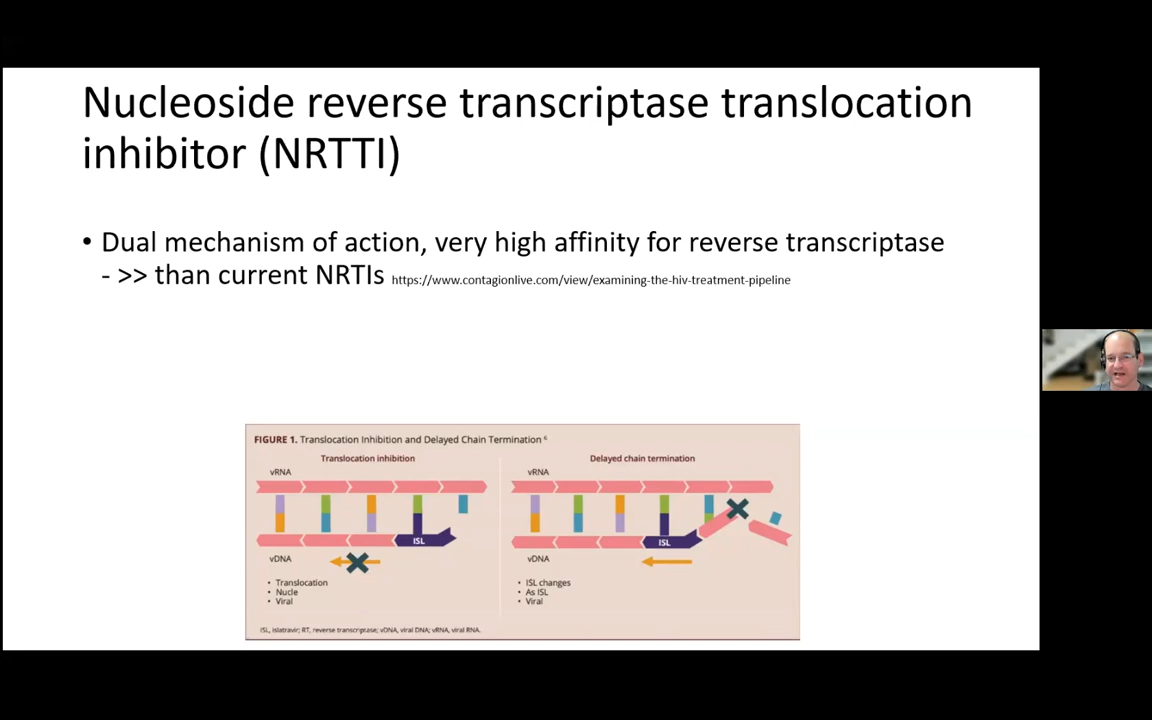 Nucleoside reverse transcriptase translocation
inhibitor (NRTTI)
• Dual mechanism of action, very high affinity for reverse transcriptase
- >> than current NRTIs https://www.contagionlive.com/view/examining-the-hiv-treatment-pipeline
FIGURE 1. Translocation Inhibition and Delayed Chain Termination 6
Translocation inhibition
vRNA
ISL
vDNA
• Translocation
• Nucle
• Viral
Delayed chain termination
vRNA
ISL
vDNA
• ISL changes
• As ISL
• Viral
ISL, islatravir; RT, reverse transcriptase; vDNA, viral DNA; vRNA, viral RNA.